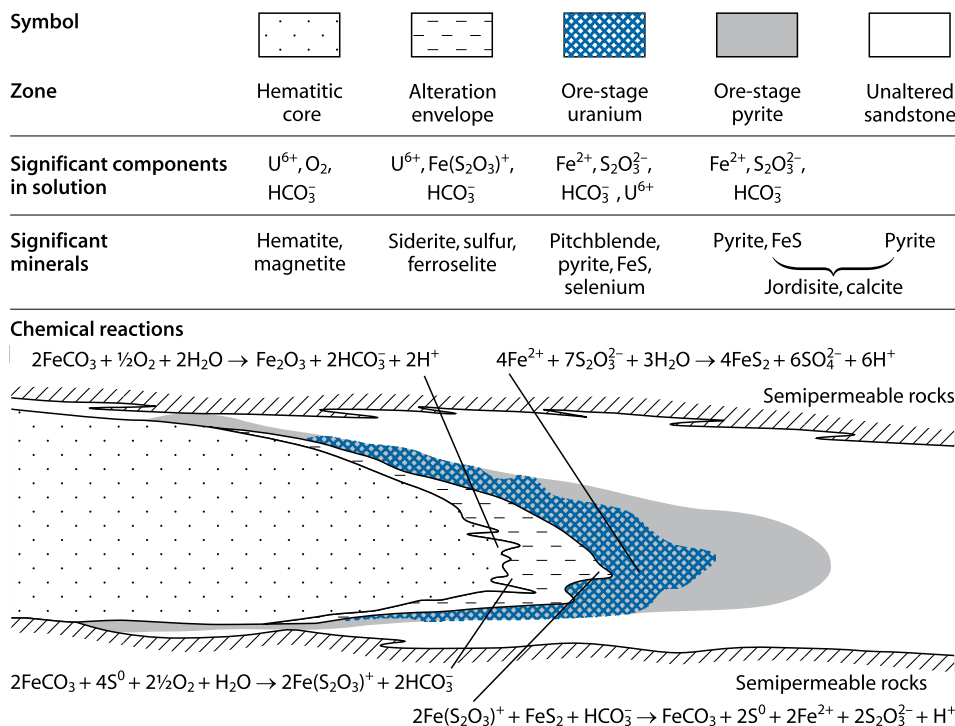 Symbol
Zone Hematitic core Alteration envelope Ore-stage uranium Ore-stage pyrite Unaltered sandstone
Significant components in solution U⁶⁺, O₂, HCO₃⁻ U⁶⁺, Fe(S₂O₃)⁺, HCO₃⁻ Fe²⁺, S₂O₃²⁻, HCO₃⁻, U⁶⁺ Fe²⁺, S₂O₃²⁻, HCO₃⁻
Significant minerals Hematite, magnetite Siderite, sulfur, ferroselite Pitchblende, pyrite, FeS, selenium Pyrite, FeS Pyrite
Jordisite, calcite
Chemical reactions
2FeCO₃ + ½O₂ + 2H₂O → Fe₂O₃ + 2HCO₃⁻ + 2H⁺ 4Fe²⁺ + 7S₂O₃²⁻ + 3H₂O → 4FeS₂ + 6SO₄²⁻ + 6H⁺
Semipermeable rocks
2FeCO₃ + 4S⁰ + 2½O₂ + H₂O → 2Fe(S₂O₃)⁺ + 2HCO₃⁻
Semipermeable rocks
2Fe(S₂O₃)⁺ + FeS₂ + HCO₃⁻ → FeCO₃ + 2S⁰ + 2Fe²⁺ + 2S₂O₃²⁻ + H⁺